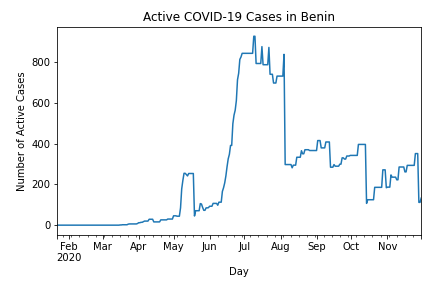 Active COVID-19 Cases in Benin
Number of Active Cases
800
600
400
200
0
Feb Mar Apr May Jun Jul Aug Sep Oct Nov
2020
Day